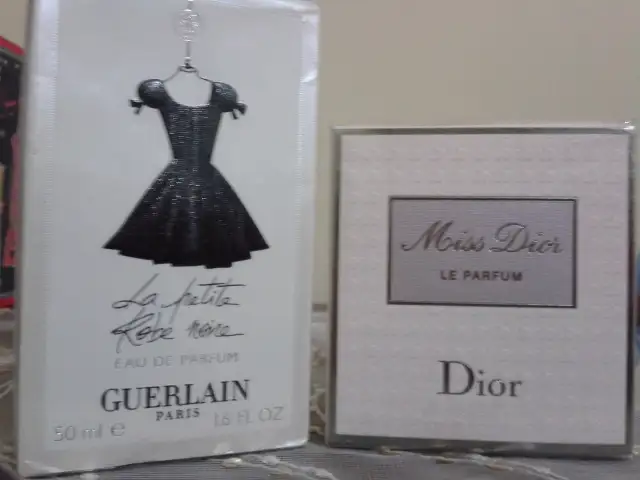 La petite
Robe noire
EAU DE PARFUM
GUERLAIN
PARIS
50 ml e 1.6 FL OZ
Miss Dior
LE PARFUM
Dior